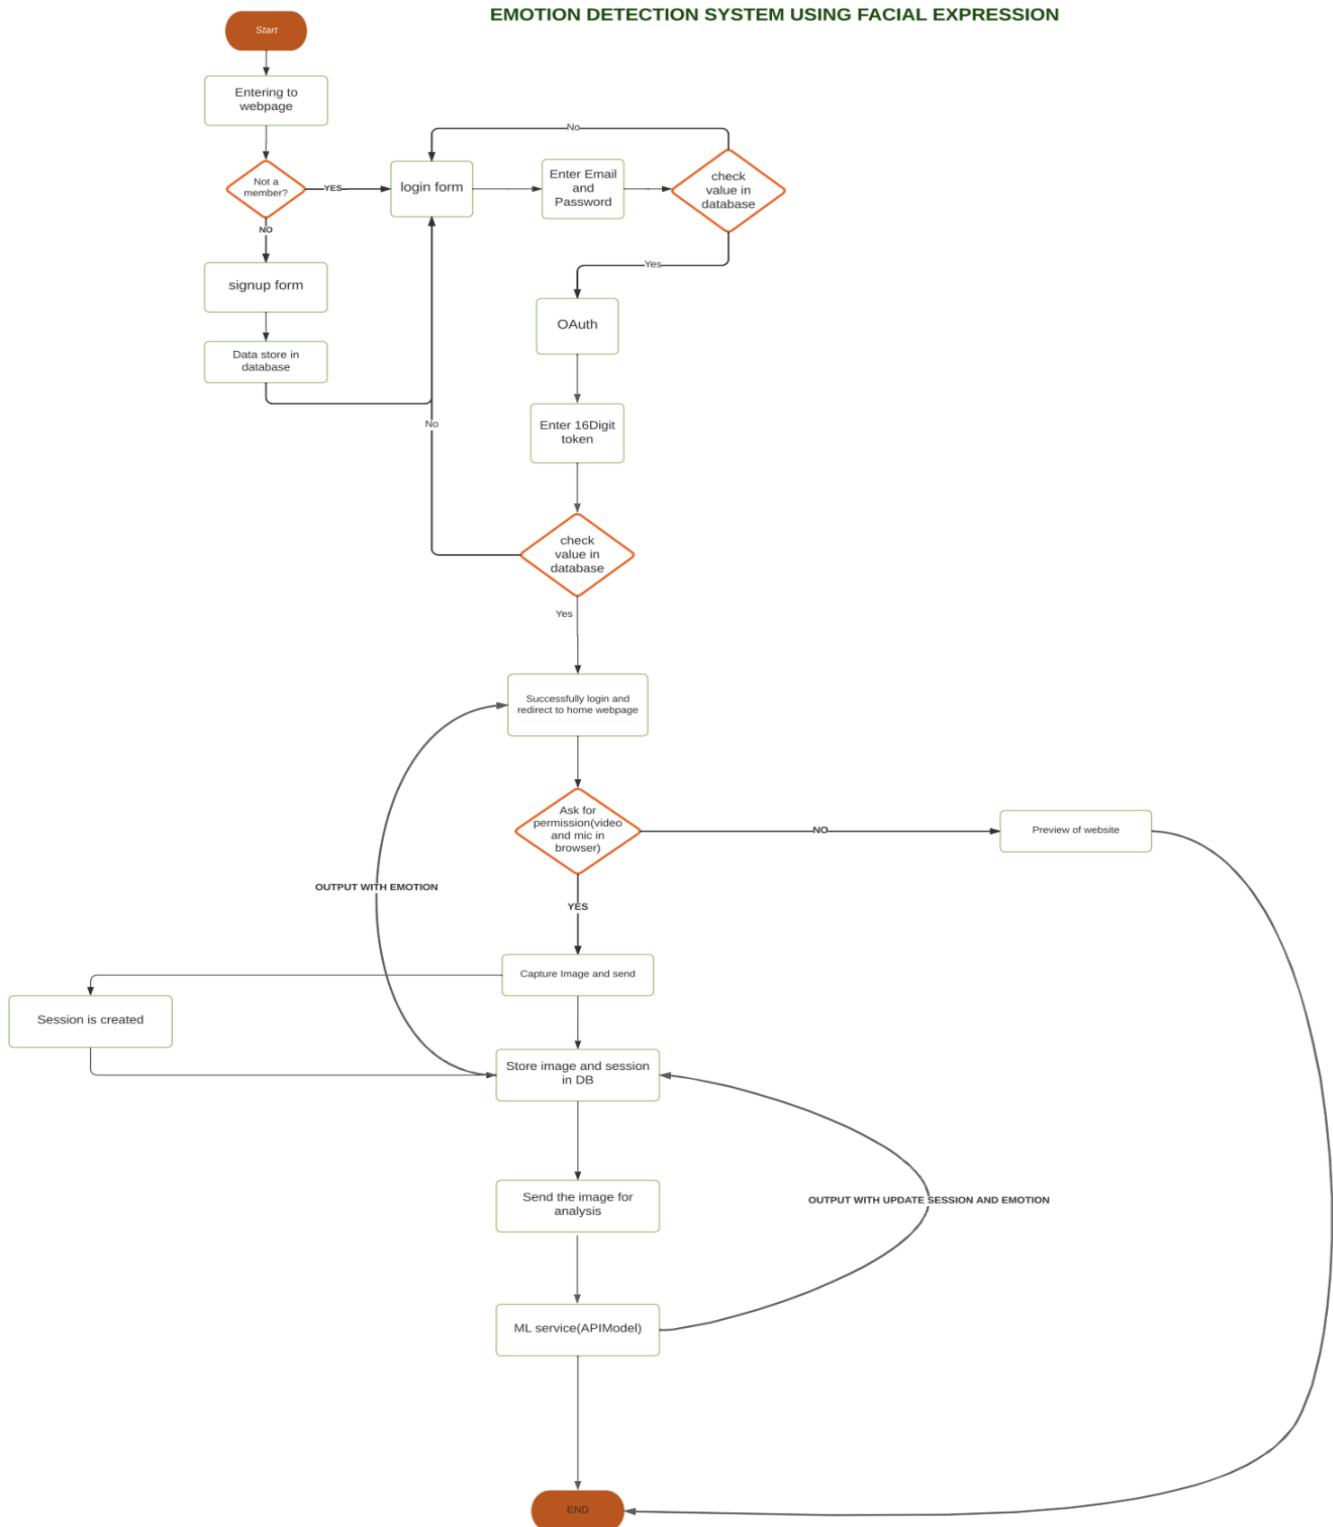 EMOTION DETECTION SYSTEM USING FACIAL EXPRESSION
Start
Entering to
webpage
Not a
member?
YES
NO
login form
Enter Email
and
Password
check
value in
database
No
Yes
signup form
Data store in
database
OAuth
Enter 16Digit
token
No
check
value in
database
Yes
Successfully login and
redirect to home webpage
Ask for
permission(video
and mic in
browser)
NO
Preview of website
OUTPUT WITH EMOTION
YES
Capture Image and send
Session is created
Store image and session
in DB
Send the image for
analysis
OUTPUT WITH UPDATE SESSION AND EMOTION
ML service(APIModel)
END